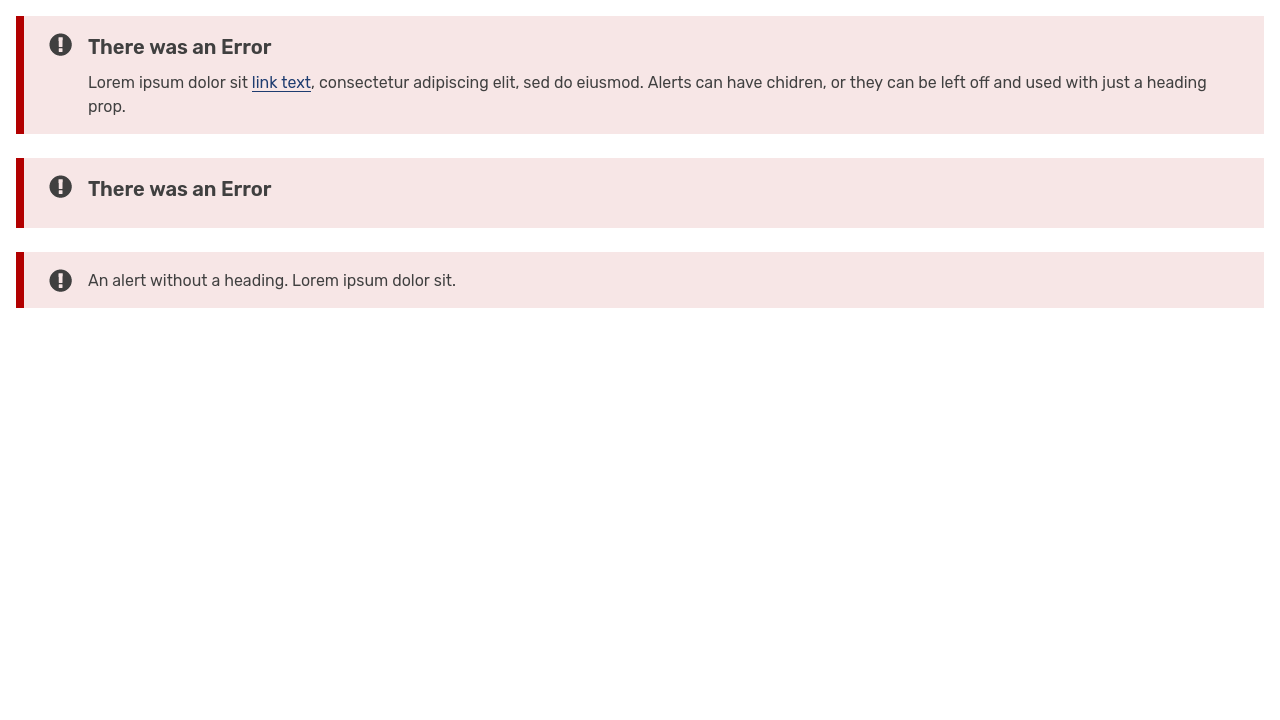 There was an Error
Lorem ipsum dolor sit link text, consectetur adipiscing elit, sed do eiusmod. Alerts can have chidren, or they can be left off and used with just a heading
prop.
There was an Error
An alert without a heading. Lorem ipsum dolor sit.